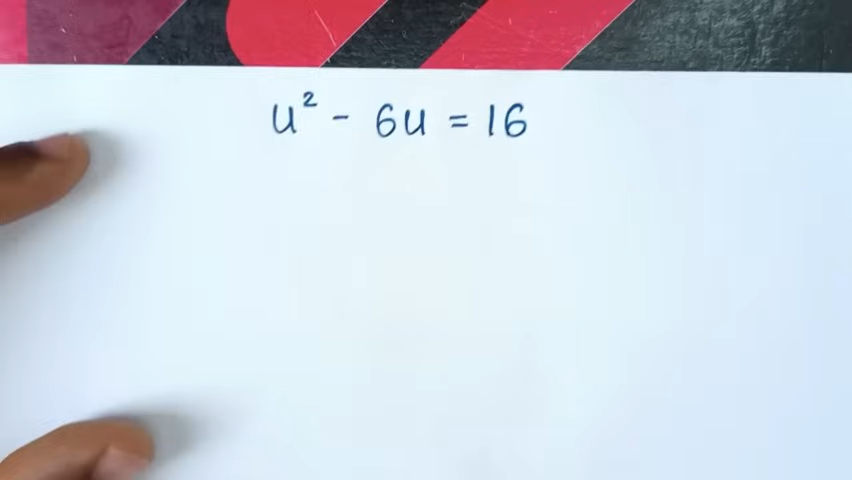 u² - 6u = 16